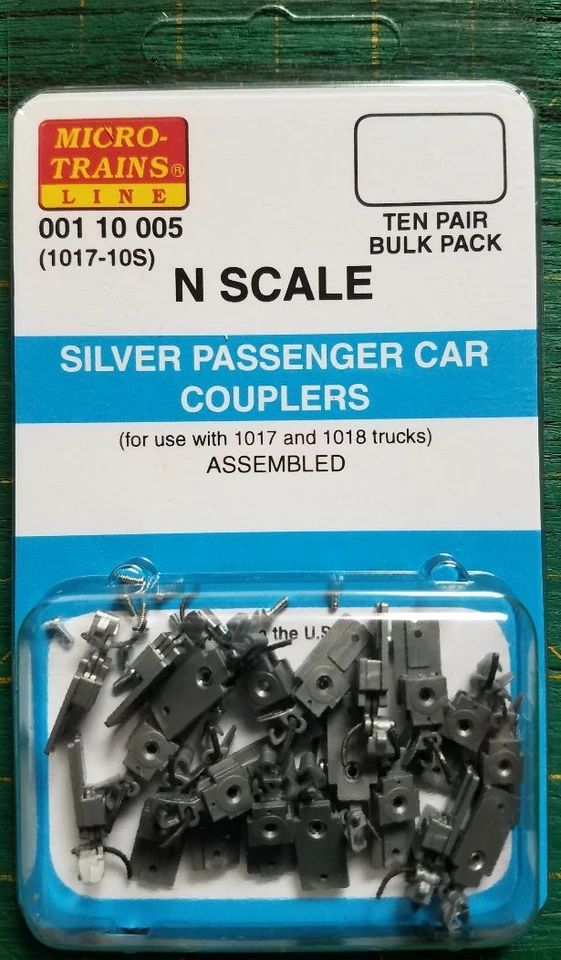 MICRO-
TRAINS®
LINE
001 10 005
(1017-10S)
TEN PAIR
BULK PACK
N SCALE
SILVER PASSENGER CAR
COUPLERS
(for use with 1017 and 1018 trucks)
ASSEMBLED
the U.S